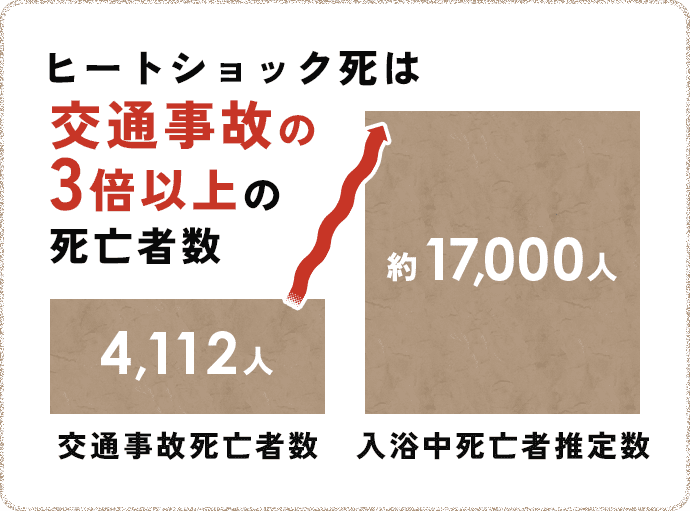 ヒートショック死は
交通事故の
3倍以上の
死亡者数
約17,000人
4,112人
交通事故死亡者数
入浴中死亡者推定数